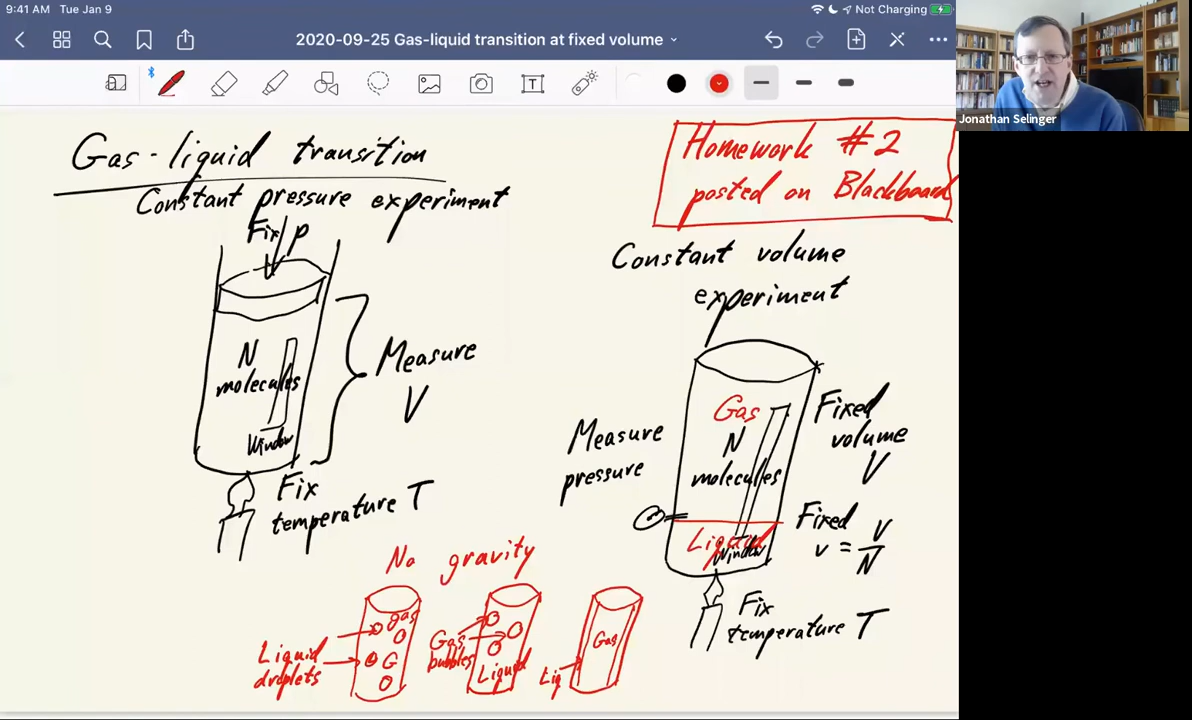 9:41 AM Tue Jan 9
Not Charging
2020-09-25 Gas-liquid transition at fixed volume
T
Jonathan Selinger
Gas-liquid transition
Constant pressure experiment
Fix p
N
molecules
Window
Measure
V
Fix
temperature T
Homework #2
posted on Blackboard
Constant volume
experiment
Gas
N
molecules
Liquid
Window
Measure
pressure
Fixed
volume
V
Fixed
v = V
N
Fix
temperature T
No gravity
Liquid
droplets
gas
G
Gas
bubbles
Liquid
Gas
Liq